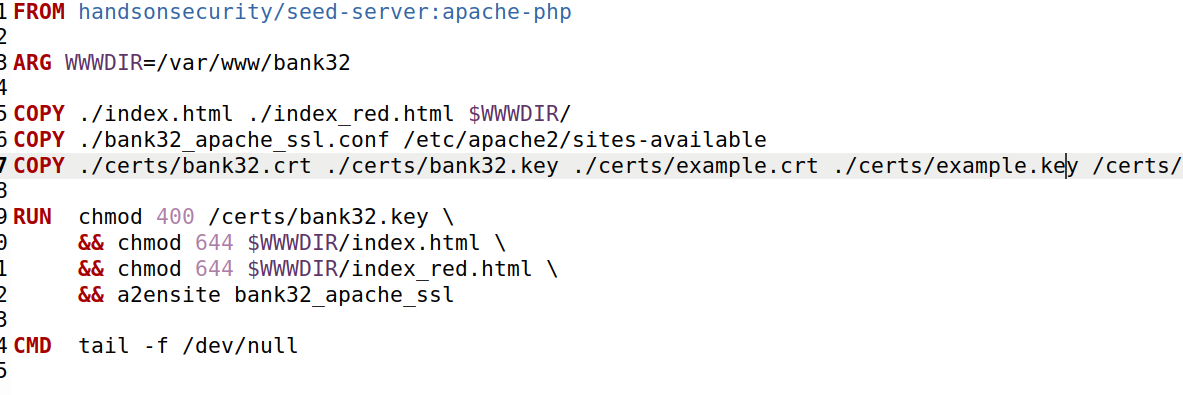 1 FROM handsonsecurity/seed-server:apache-php
2
3 ARG WWWDIR=/var/www/bank32
4
5 COPY ./index.html ./index_red.html $WWWDIR/
6 COPY ./bank32_apache_ssl.conf /etc/apache2/sites-available
7 COPY ./certs/bank32.crt ./certs/bank32.key ./certs/example.crt ./certs/example.key /certs/
8
9 RUN  chmod 400 /certs/bank32.key \
0      && chmod 644 $WWWDIR/index.html \
1      && chmod 644 $WWWDIR/index_red.html \
2      && a2ensite bank32_apache_ssl
3
4 CMD  tail -f /dev/null
5